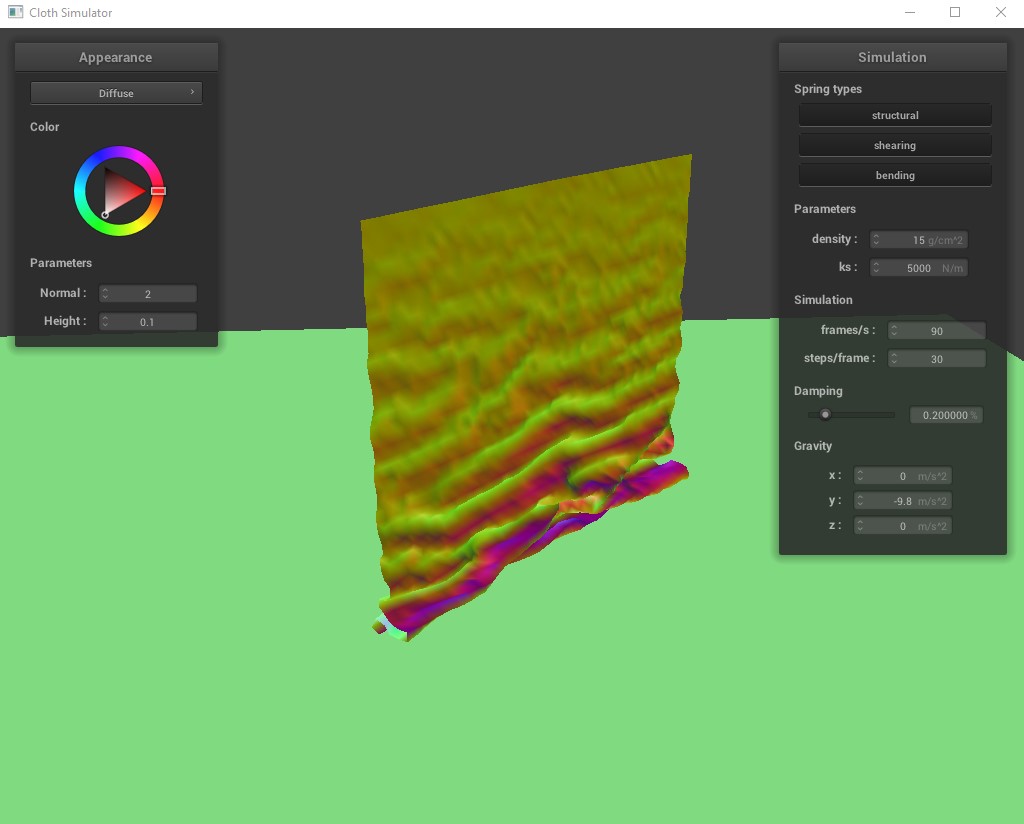 Cloth Simulator
Appearance
Diffuse
Color
Parameters
Normal : 2
Height : 0.1
Simulation
Spring types
structural
shearing
bending
Parameters
density : 15 g/cm^2
ks : 5000 N/m
Simulation
frames/s : 90
steps/frame : 30
Damping
0.200000 %
Gravity
x : 0 m/s^2
y : -9.8 m/s^2
z : 0 m/s^2